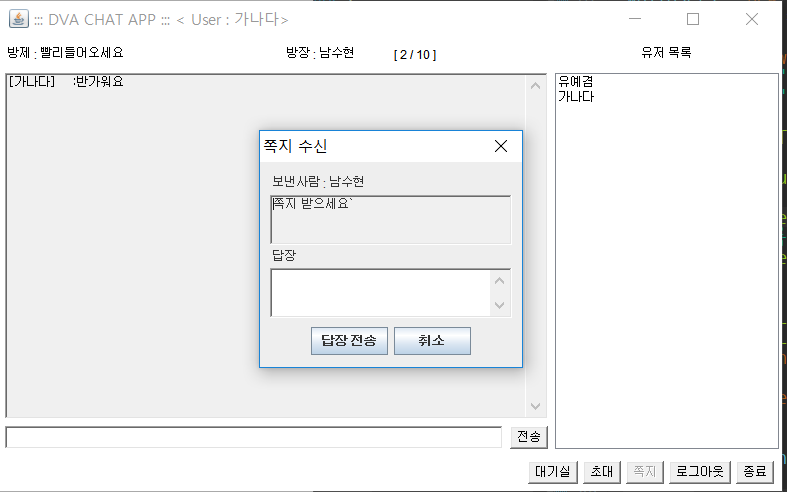 ::: DVA CHAT APP ::: < User : 가나다>
방제 : 빨리들어오세요
방장 : 남수현
[ 2 / 10 ]
유저 목록
[가나다] :반가워요
유예겸
가나다
쪽지 수신
보낸사람 : 남수현
쪽지 받으세요`
답장
답장 전송
취소
전송
대기실
초대
쪽지
로그아웃
종료